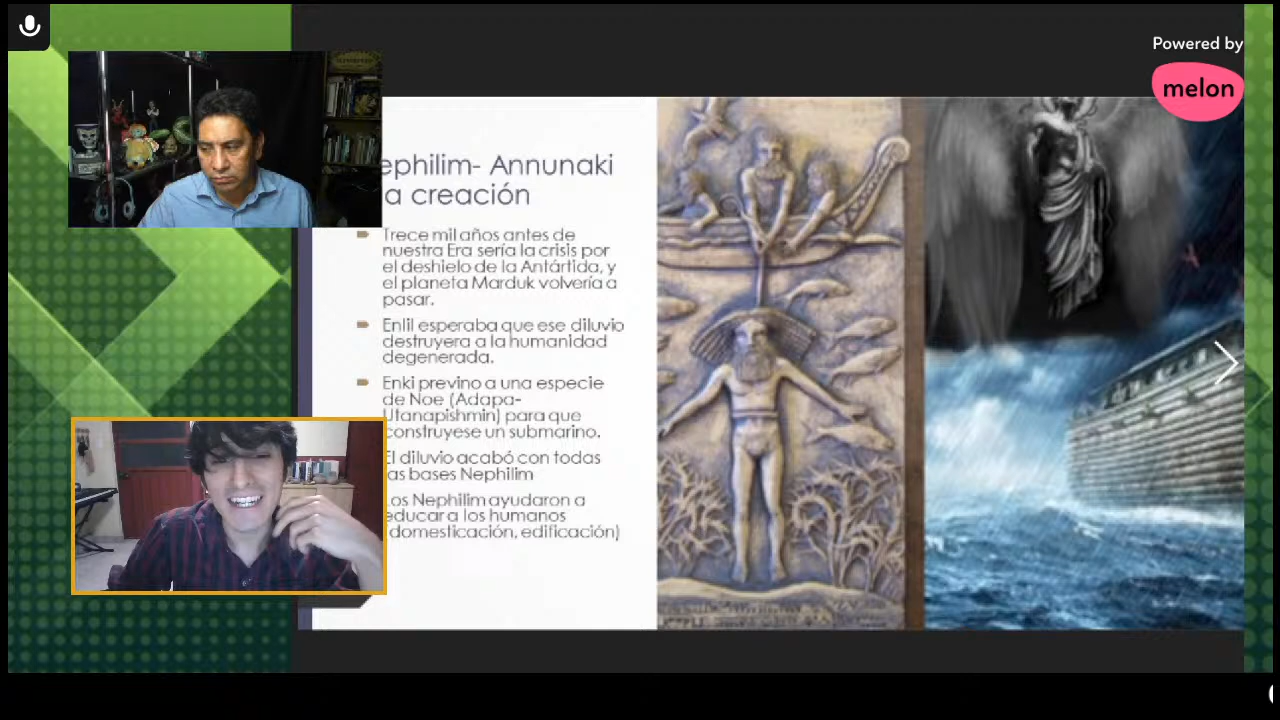 Powered by
melon
ephilim- Annunaki
a creación
Trece mil años antes de
nuestra Era sería la crisis por
el deshielo de la Antártida, y
el planeta Marduk volvería a
pasar.
Enlil esperaba que ese diluvio
destruyera a la humanidad
degenerada.
Enki previno a una especie
de Noe (Adapa-
Utanapishmin) para que
construyese un submarino.
El diluvio acabó con todas
as bases Nephilim
Los Nephilim ayudaron a
educar a los humanos
domesticación, edificación)